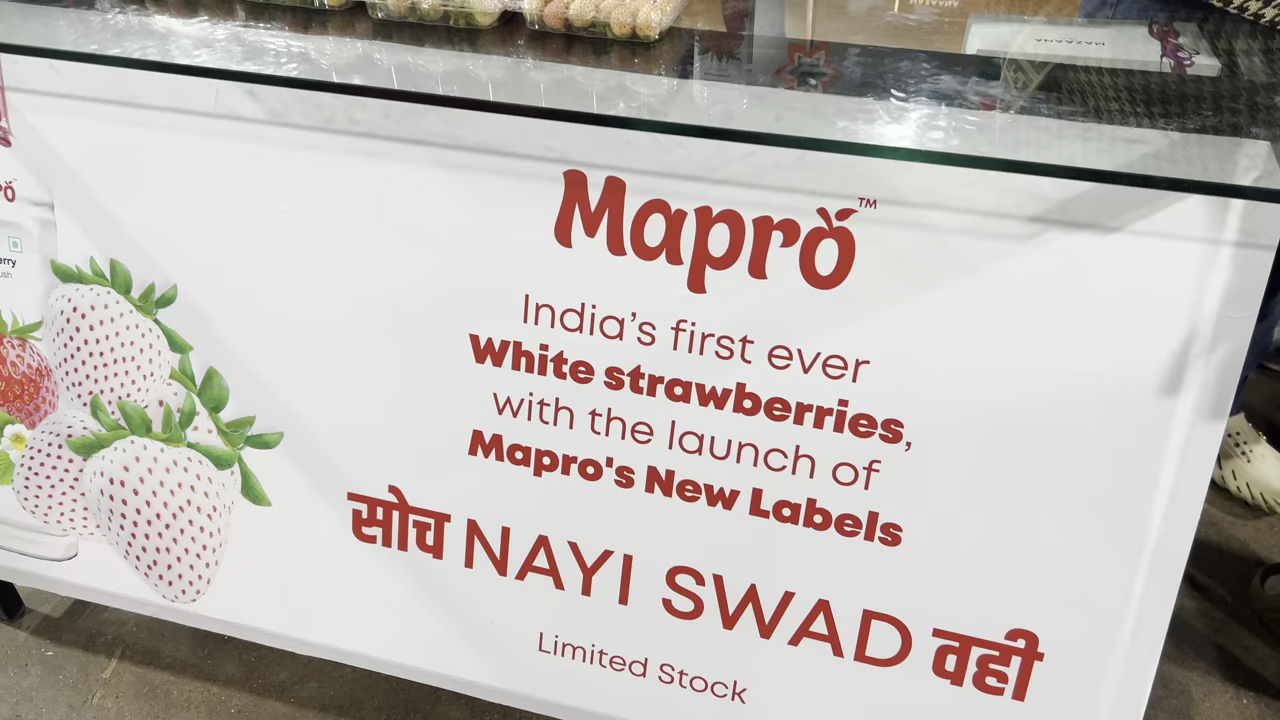 Mapro™
India's first ever
White strawberries,
with the launch of
Mapro's New Labels
सोच NAYI SWAD वही
Limited Stock